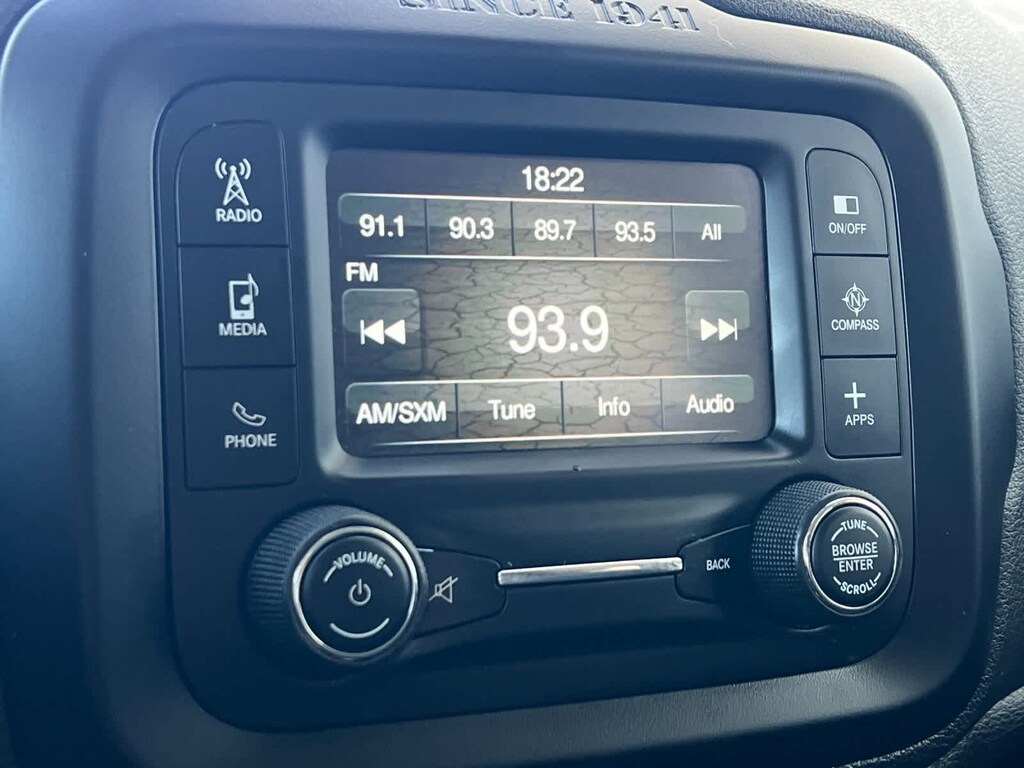 SINCE 1941
18:22
91.1 90.3 89.7 93.5 All
FM
93.9
AM/SXM Tune Info Audio
RADIO
MEDIA
PHONE
ON/OFF
N
COMPASS
APPS
VOLUME
BACK
TUNE
BROWSE
ENTER
SCROLL